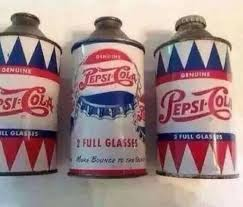 GENUINE
PEPSI-COLA
2 FULL GLASSES
GENUINE
PEPSI-COLA
2 FULL GLASSES
MORE BOUNCE TO THE
GENUINE
PEPSI-COLA
2 FULL GLASSES